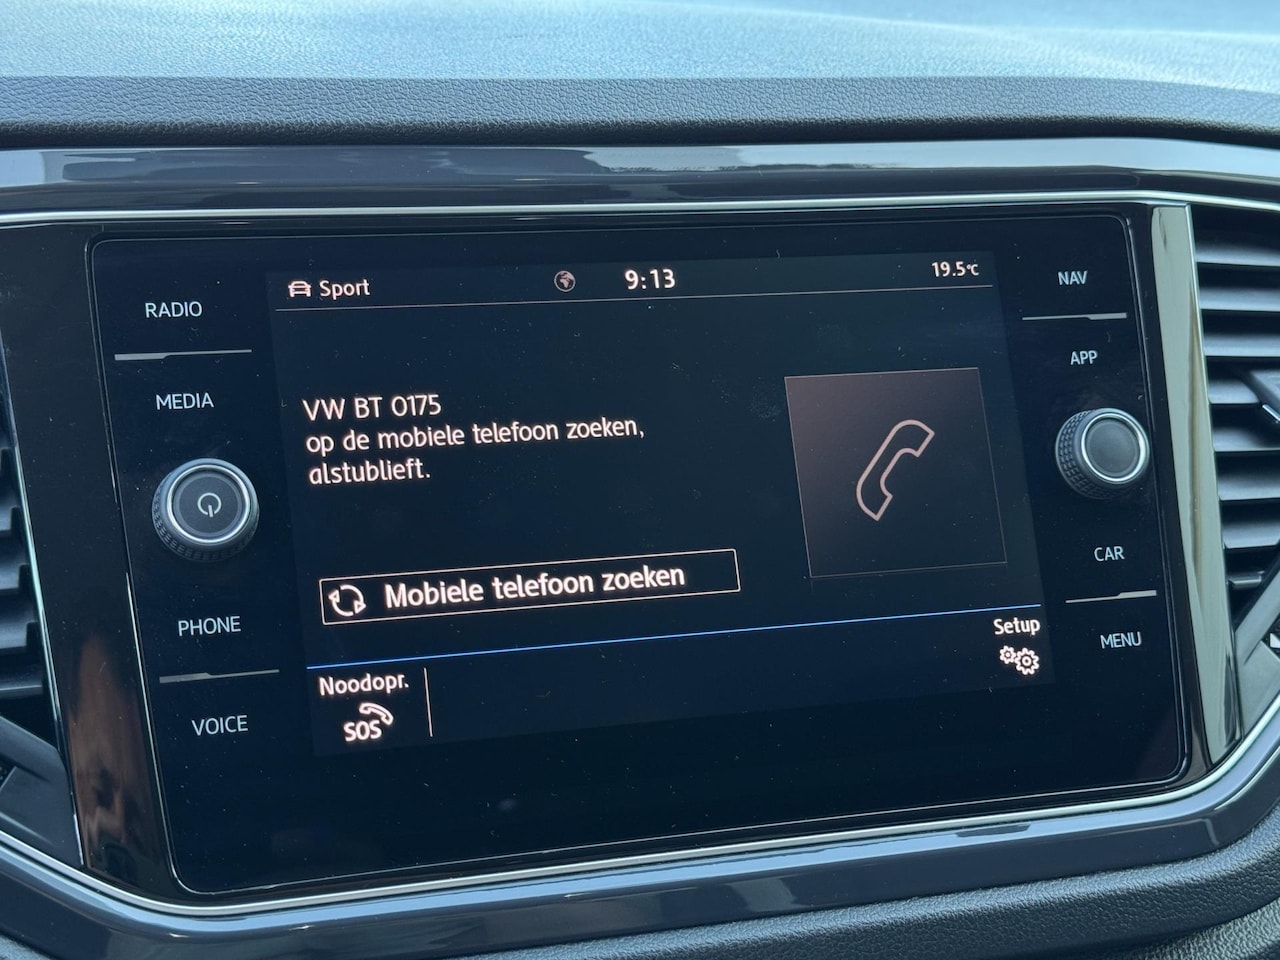 RADIO
MEDIA
PHONE
VOICE
Sport
9:13
19.5°C
VW BT 0175
op de mobiele telefoon zoeken,
alstublieft.
Mobiele telefoon zoeken
Noodopr.
SOS
Setup
NAV
APP
CAR
MENU